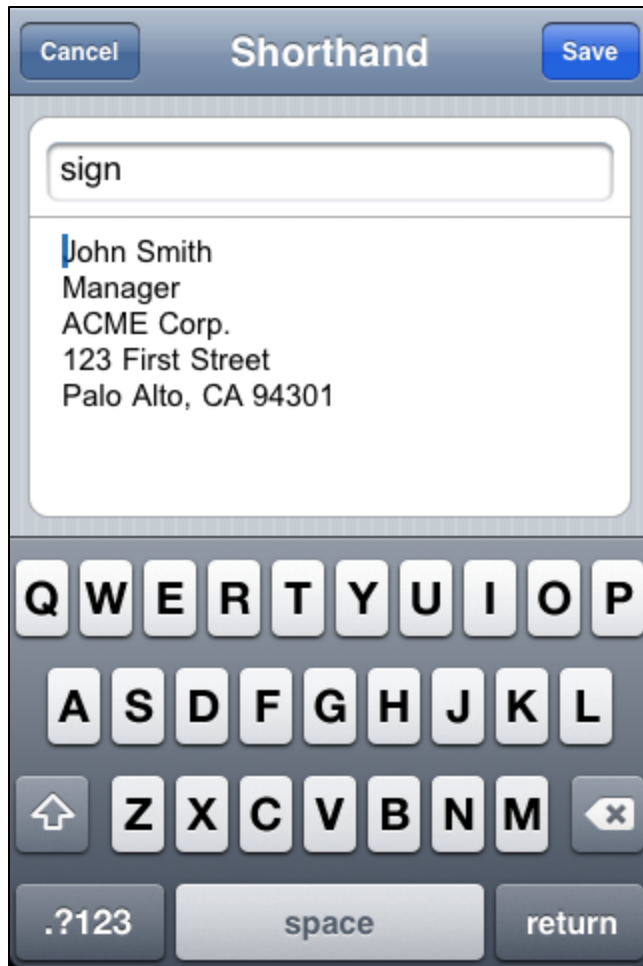 Cancel Shorthand Save
sign
John Smith
Manager
ACME Corp.
123 First Street
Palo Alto, CA 94301
Q W E R T Y U I O P
A S D F G H J K L
Z X C V B N M
.?123 space return